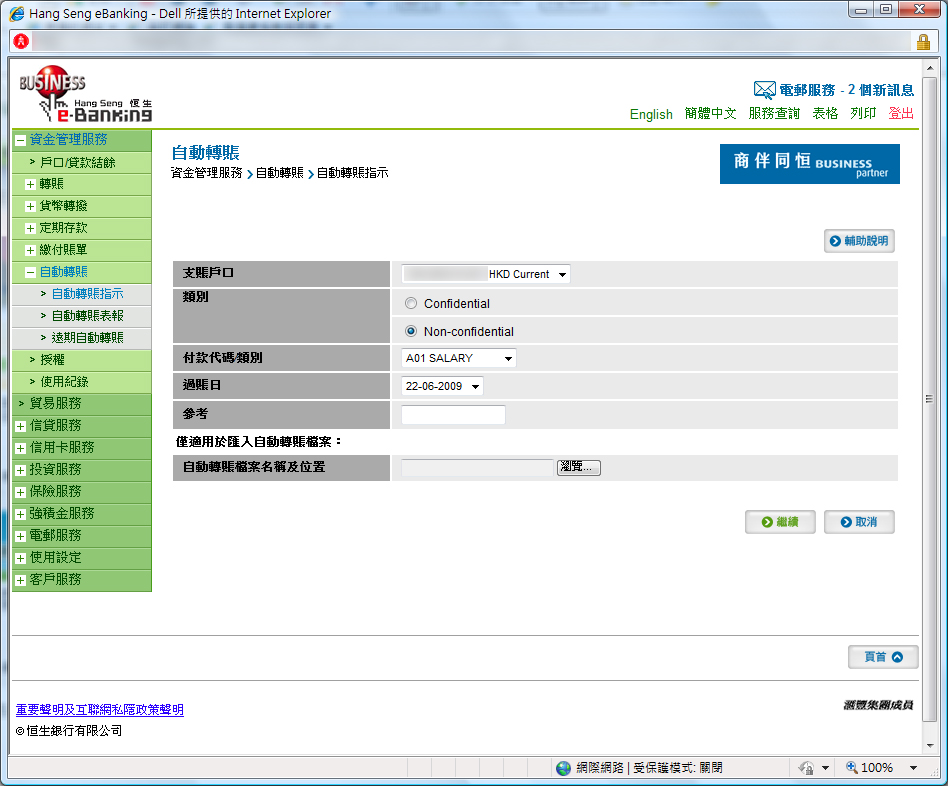 Hang Seng eBanking - Dell 所提供的 Internet Explorer
BUSINESS
Hang Seng 恒生
e-Banking
電郵服務 - 2 個新訊息
English 簡體中文 服務查詢 表格 列印 登出
資金管理服務
戶口/貸款結餘
轉賬
貨幣轉撥
定期存款
繳付賬單
自動轉賬
自動轉賬指示
自動轉賬表報
遠期自動轉賬
授權
使用紀錄
貿易服務
信貸服務
信用卡服務
投資服務
保險服務
強積金服務
電郵服務
使用設定
客戶服務
自動轉賬
資金管理服務 > 自動轉賬 > 自動轉賬指示
商伴同恒 BUSINESS
partner
輔助說明
支賬戶口 HKD Current
類別 Confidential
Non-confidential
付款代碼/類別 A01 SALARY
過賬日 22-06-2009
參考
僅適用於匯入自動轉賬檔案：
自動轉賬檔案名稱及位置 瀏覽...
繼續 取消
頁首
重要聲明及互聯網私隱政策聲明
滙豐集團成員
©恒生銀行有限公司
網際網路 | 受保護模式: 關閉
100%